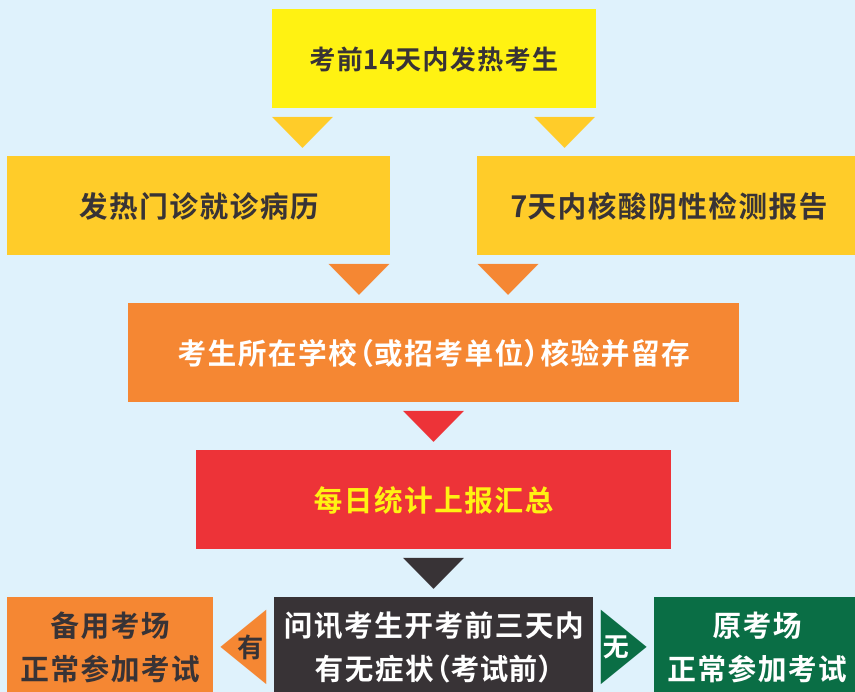 考前14天内发热考生
发热门诊就诊病历
7天内核酸阴性检测报告
考生所在学校（或招考单位）核验并留存
每日统计上报汇总
备用考场
正常参加考试
有
问讯考生开考前三天内
有无症状（考试前）
无
原考场
正常参加考试